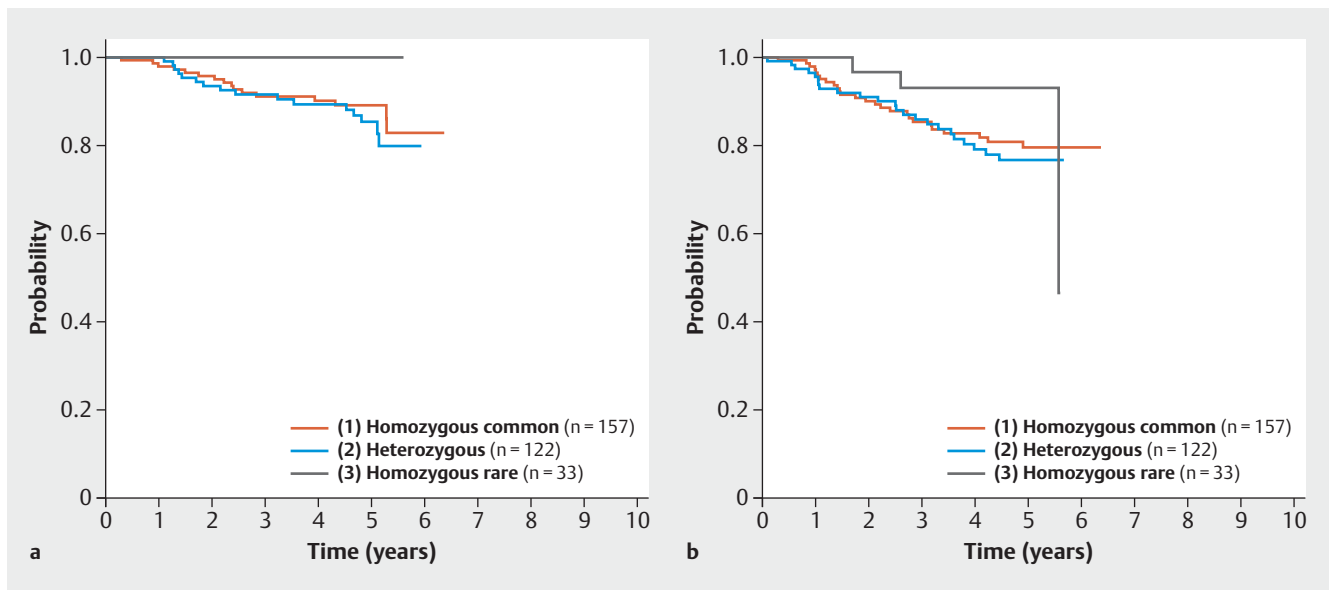 1.0
0.8
0.6
0.4
0.2
0
Probability
0 1 2 3 4 5 6 7 8 9 10
Time (years)
(1) Homozygous common (n = 157)
(2) Heterozygous (n = 122)
(3) Homozygous rare (n = 33)
a
1.0
0.8
0.6
0.4
0.2
0
Probability
0 1 2 3 4 5 6 7 8 9 10
Time (years)
(1) Homozygous common (n = 157)
(2) Heterozygous (n = 122)
(3) Homozygous rare (n = 33)
b